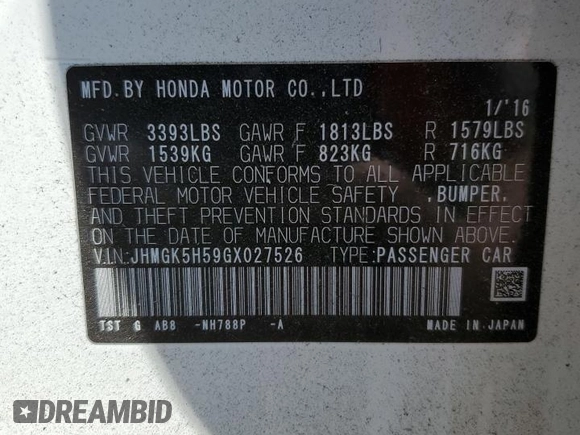 MFD.BY HONDA MOTOR CO.,LTD
1/'16
GVWR 3393LBS GAWR F 1813LBS R 1579LBS
GVWR 1539KG GAWR F 823KG R 716KG
THIS VEHICLE CONFORMS TO ALL APPLICABLE
FEDERAL MOTOR VEHICLE SAFETY ,BUMPER,
AND THEFT PREVENTION STANDARDS IN EFFECT
ON THE DATE OF MANUFACTURE SHOWN ABOVE.
V.I.N:JHMGK5H59GX027526 TYPE:PASSENGER CAR
TST G AB8 -NH788P -A
MADE IN JAPAN
DREAMBID